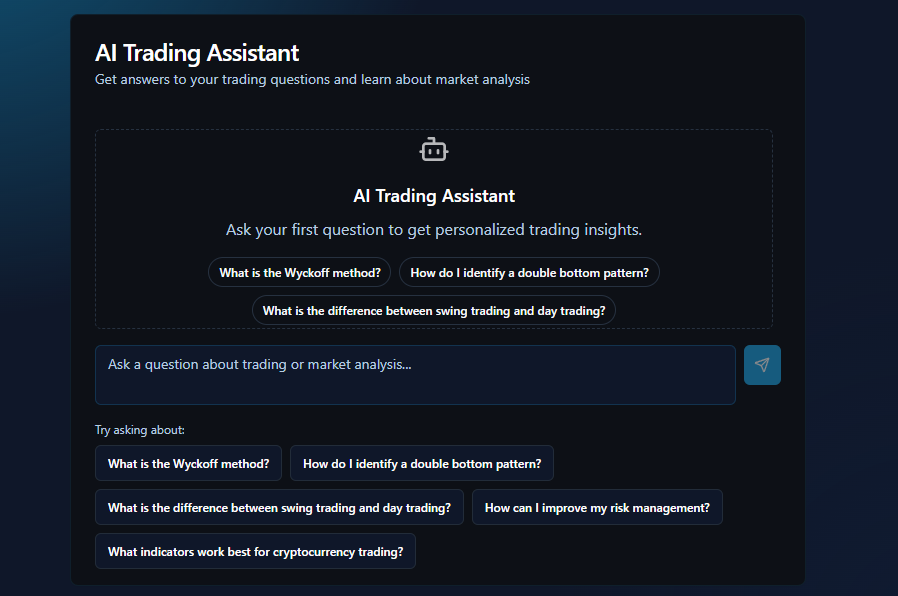 AI Trading Assistant
Get answers to your trading questions and learn about market analysis
AI Trading Assistant
Ask your first question to get personalized trading insights.
What is the Wyckoff method? How do I identify a double bottom pattern?
What is the difference between swing trading and day trading?
Ask a question about trading or market analysis...
Try asking about:
What is the Wyckoff method? How do I identify a double bottom pattern?
What is the difference between swing trading and day trading? How can I improve my risk management?
What indicators work best for cryptocurrency trading?